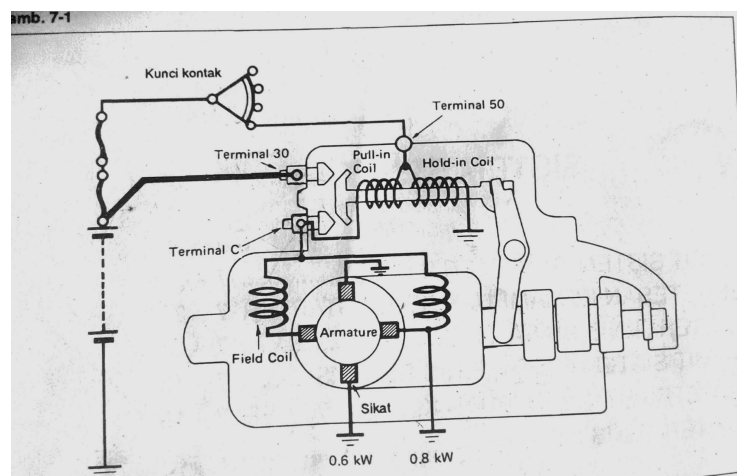 amb. 7-1
Kunci kontak
Terminal 50
Terminal 30
Pull-in
Coil
Hold-in Coil
Terminal C
Armature
Field Coil
Sikat
0.6 kW
0.8 kW